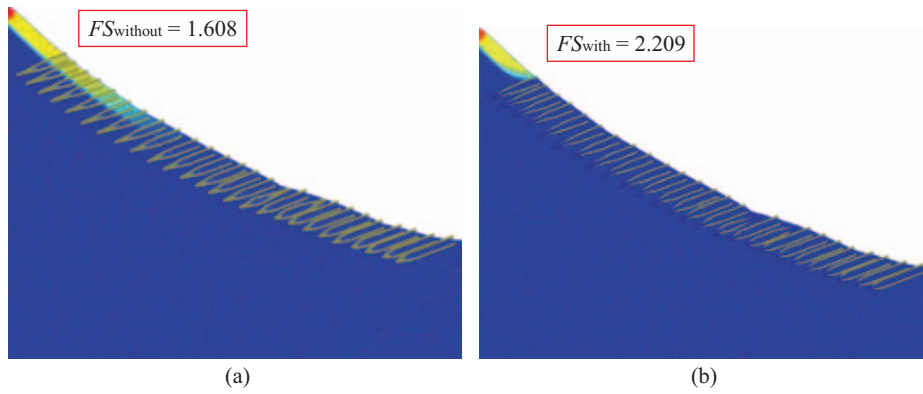 FSwithout = 1.608
FSwith = 2.209
(a)
(b)